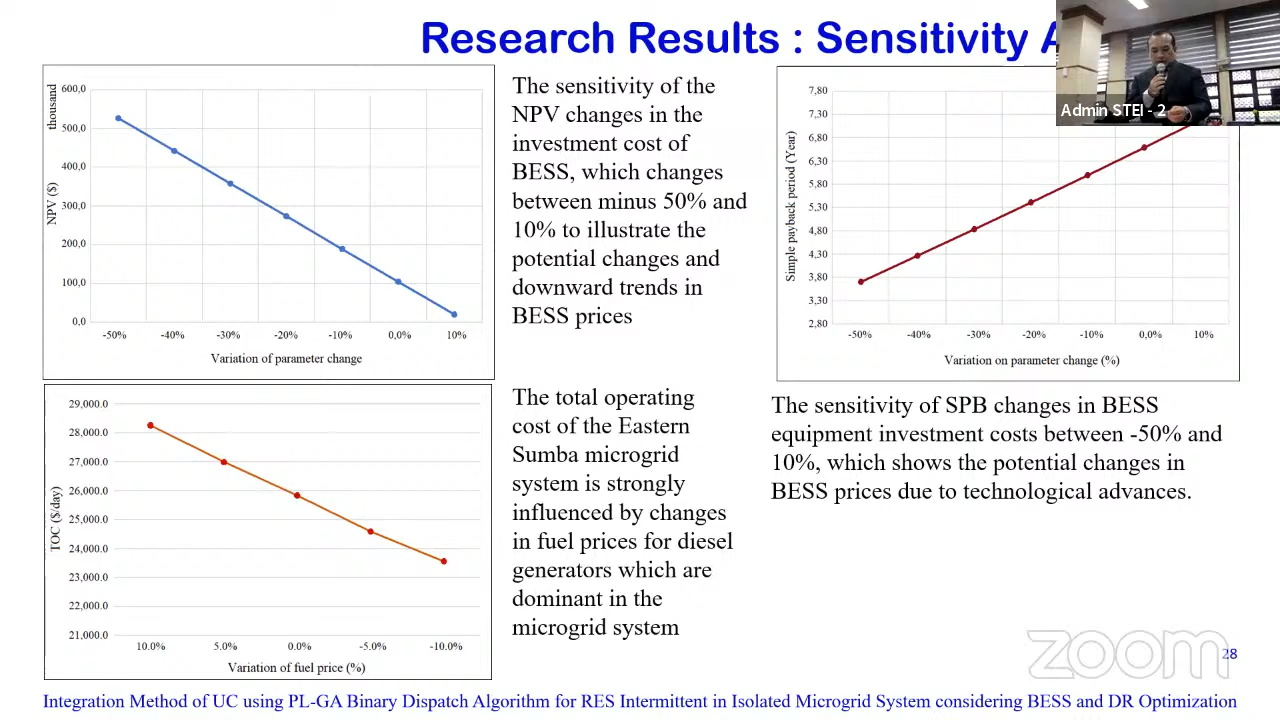 Research Results : Sensitivity A
Admin STEI - 2
thousand
NPV ($)
600,0
500,0
400,0
300,0
200,0
100,0
0,0
-50% -40% -30% -20% -10% 0,0% 10%
Variation of parameter change
The sensitivity of the
NPV changes in the
investment cost of
BESS, which changes
between minus 50% and
10% to illustrate the
potential changes and
downward trends in
BESS prices
Simple payback period (Year)
7,80
7,30
6,80
6,30
5,80
5,30
4,80
4,30
3,80
3,30
2,80
-50% -40% -30% -20% -10% 0,0% 10%
Variation on parameter change (%)
TOC ($/day)
29,000.0
28,000.0
27,000.0
26,000.0
25,000.0
24,000.0
23,000.0
22,000.0
21,000.0
10.0% 5.0% 0.0% -5.0% -10.0%
Variation of fuel price (%)
The total operating
cost of the Eastern
Sumba microgrid
system is strongly
influenced by changes
in fuel prices for diesel
generators which are
dominant in the
microgrid system
The sensitivity of SPB changes in BESS
equipment investment costs between -50% and
10%, which shows the potential changes in
BESS prices due to technological advances.
zoom
28
Integration Method of UC using PL-GA Binary Dispatch Algorithm for RES Intermittent in Isolated Microgrid System considering BESS and DR Optimization